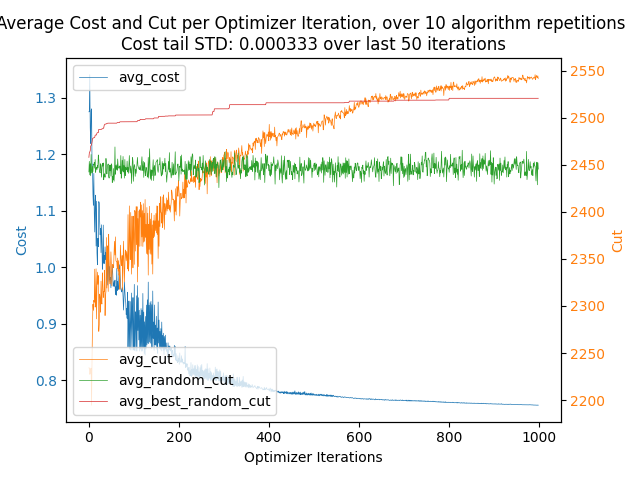 Average Cost and Cut per Optimizer Iteration, over 10 algorithm repetitions
Cost tail STD: 0.000333 over last 50 iterations
avg_cost
1.3
1.2
1.1
1.0
0.9
0.8
Cost
2550
2500
2450
2400
2350
2300
2250
2200
Cut
avg_cut
avg_random_cut
avg_best_random_cut
0
200
400
600
800
1000
Optimizer Iterations